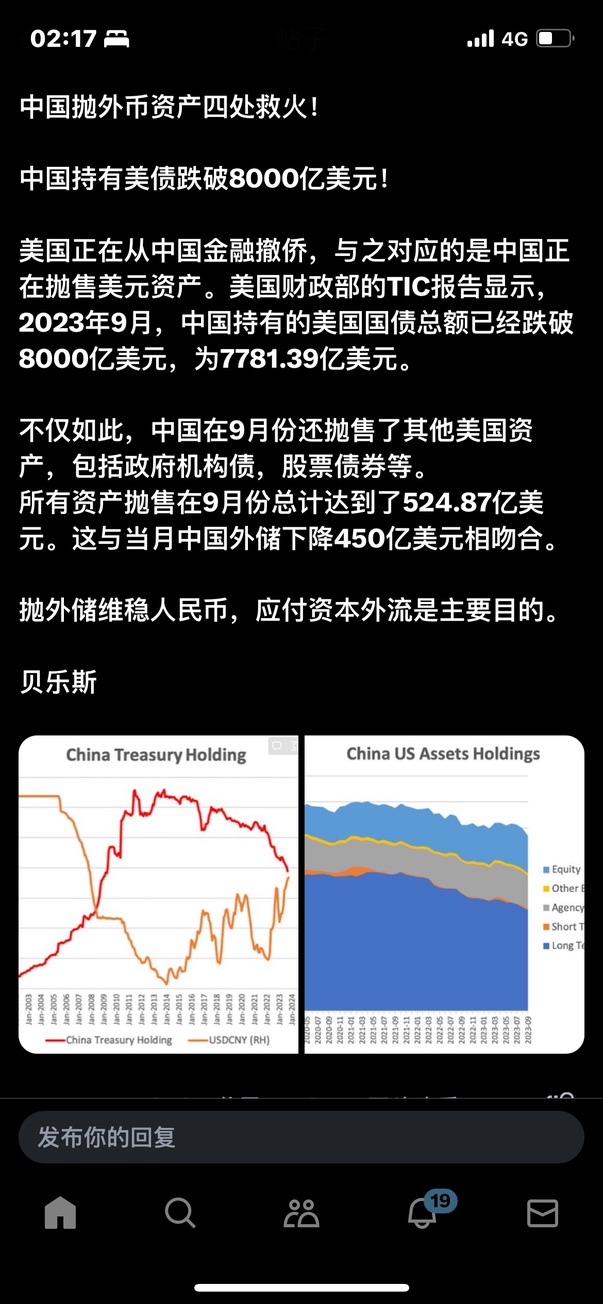 02:17
4G
中国抛外币资产四处救火！
中国持有美债跌破8000亿美元！
美国正在从中国金融撤侨，与之对应的是中国正
在抛售美元资产。美国财政部的TIC报告显示，
2023年9月，中国持有的美国国债总额已经跌破
8000亿美元，为7781.39亿美元。
不仅如此，中国在9月份还抛售了其他美国资
产，包括政府机构债，股票债券等。
所有资产抛售在9月份总计达到了524.87亿美
元。这与当月中国外储下降450亿美元相吻合。
抛外储维稳人民币，应付资本外流是主要目的。
贝乐斯
China Treasury Holding
Jan-2003
Jan-2004
Jan-2005
Jan-2006
Jan-2007
Jan-2008
Jan-2009
Jan-2010
Jan-2011
Jan-2012
Jan-2013
Jan-2014
Jan-2015
Jan-2016
Jan-2017
Jan-2018
Jan-2019
Jan-2020
Jan-2021
Jan-2022
Jan-2023
Jan-2024
China Treasury Holding
USDCNY (RH)
China US Assets Holdings
Equity
Other
Agency
Short T
Long Te
2020-05
2020-07
2020-09
2020-11
2021-01
2021-03
2021-05
2021-07
2021-09
2021-11
2022-01
2022-03
2022-05
2022-07
2022-09
2022-11
2023-01
2023-03
2023-05
2023-07
2023-09
发布你的回复
19